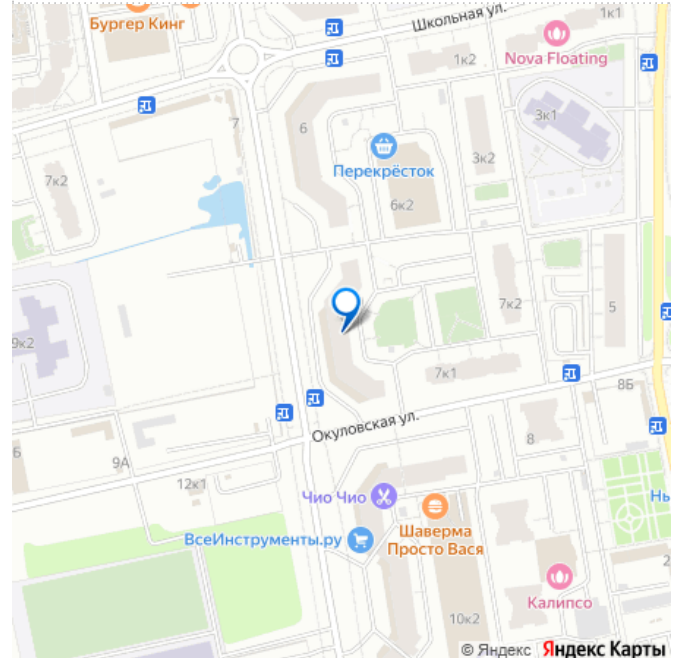 Бургер Кинг
Школьная ул.
1к1
1к2
Nova Floating
7
6
3к1
Перекрёсток
3к2
7к2
6к2
7к2
5
9к2
7к1
8Б
Окуловская ул.
8
6
9А
12к1
Чио Чио
Шаверма
Просто Вася
ВсеИнструменты.ру
Калипсо
10к2
© Яндекс Яндекс Карты